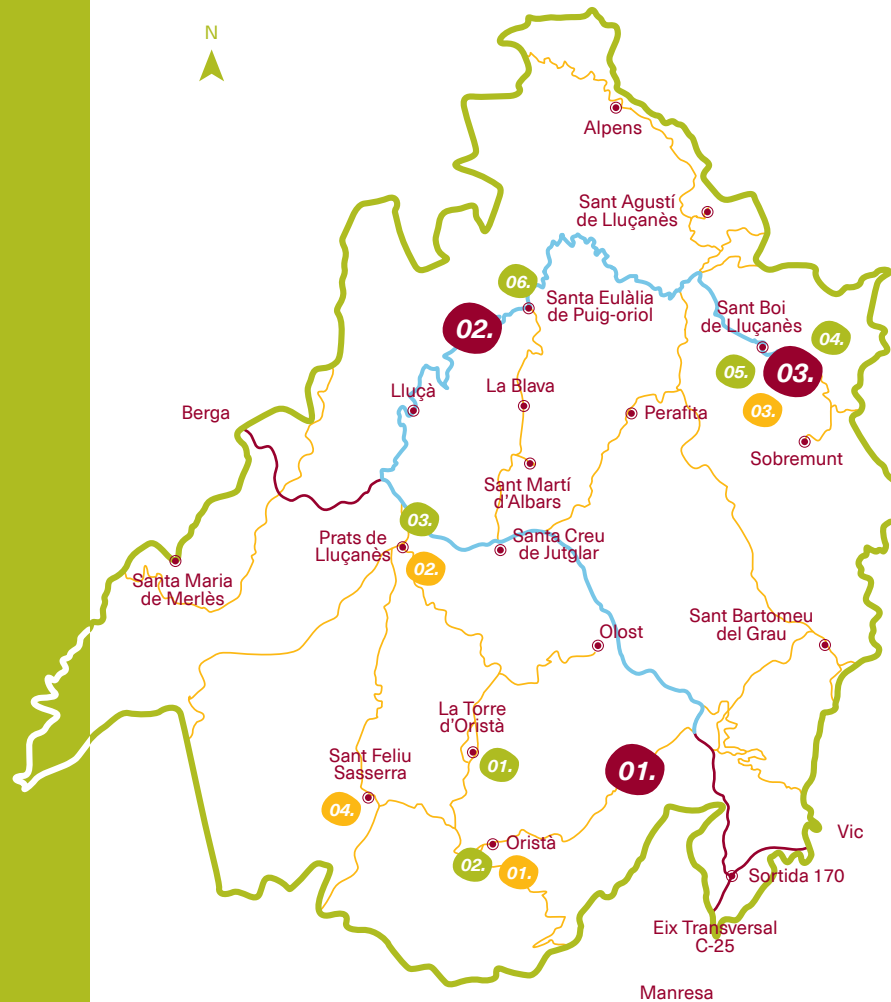 N
Alpens
Sant Agustí
de Lluçanès
06.
Santa Eulàlia
de Puig-oriol
02.
Sant Boi
de Lluçanès
04.
05.
03.
03.
Lluçà
La Blava
Berga
Perafita
Sobremunt
Sant Martí
d'Albars
03.
Prats de
Lluçanès
02.
Santa Creu
de Jutglar
Santa Maria
de Merlès
Olost
Sant Bartomeu
del Grau
La Torre
d'Oristà
01.
Sant Feliu
Sasserra
04.
01.
Oristà
02.
01.
Vic
Sortida 170
Eix Transversal
C-25
Manresa